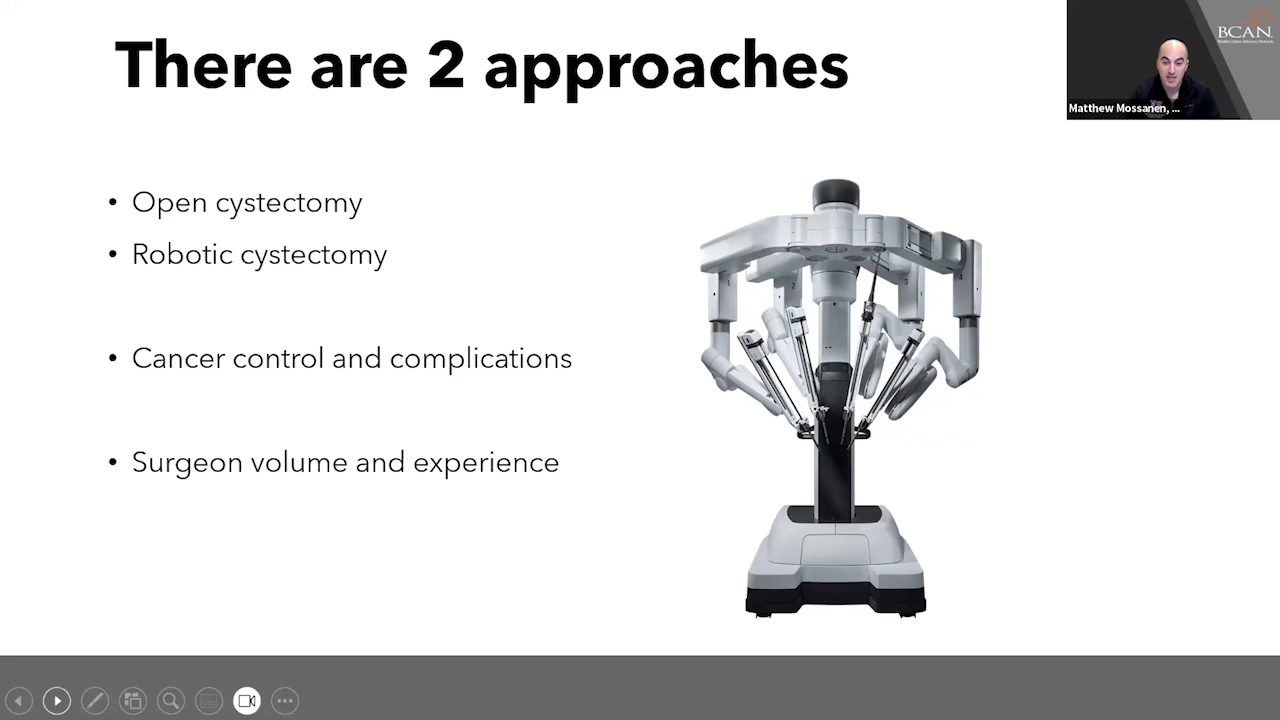 There are 2 approaches
• Open cystectomy
• Robotic cystectomy
• Cancer control and complications
• Surgeon volume and experience
BCAN
Matthew Mossanen, ...